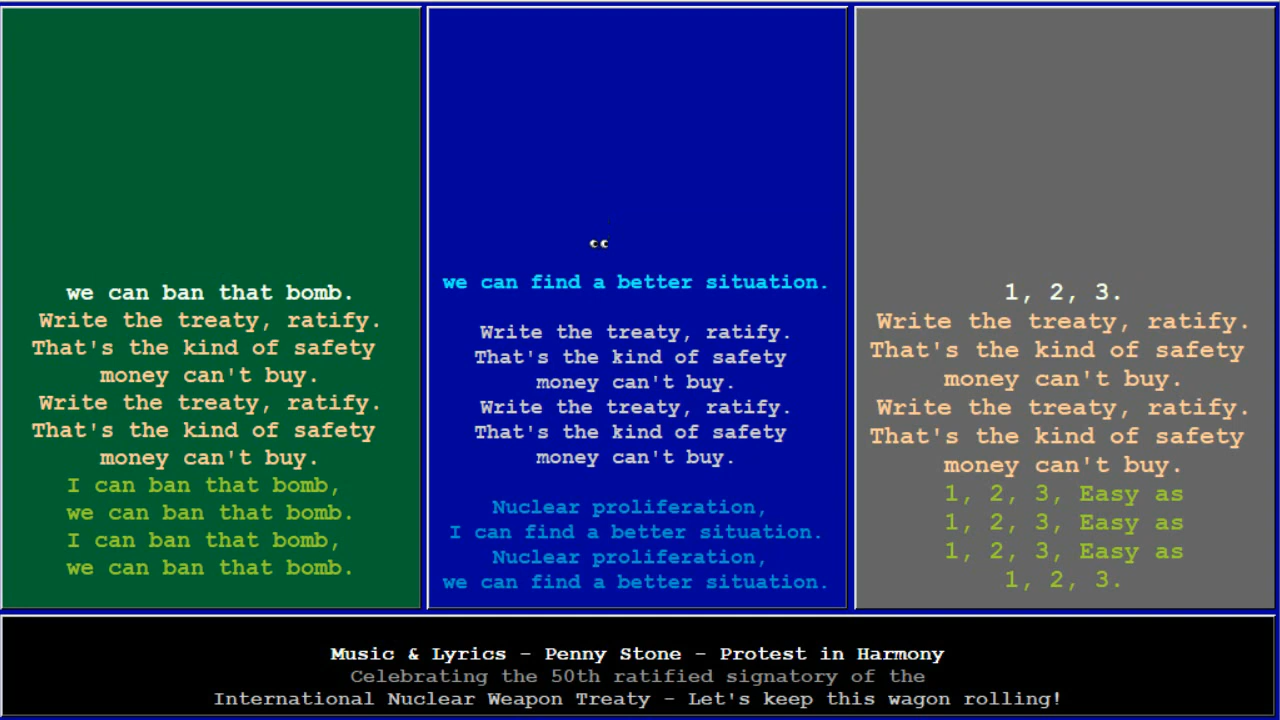 we can ban that bomb.
Write the treaty, ratify.
That's the kind of safety
money can't buy.
Write the treaty, ratify.
That's the kind of safety
money can't buy.
I can ban that bomb,
we can ban that bomb.
I can ban that bomb,
we can ban that bomb.
we can find a better situation.
Write the treaty, ratify.
That's the kind of safety
money can't buy.
Write the treaty, ratify.
That's the kind of safety
money can't buy.
Nuclear proliferation,
I can find a better situation.
Nuclear proliferation,
we can find a better situation.
1, 2, 3.
Write the treaty, ratify.
That's the kind of safety
money can't buy.
Write the treaty, ratify.
That's the kind of safety
money can't buy.
1, 2, 3, Easy as
1, 2, 3, Easy as
1, 2, 3, Easy as
1, 2, 3.
Music & Lyrics - Penny Stone - Protest in Harmony
Celebrating the 50th ratified signatory of the
International Nuclear Weapon Treaty - Let's keep this wagon rolling!